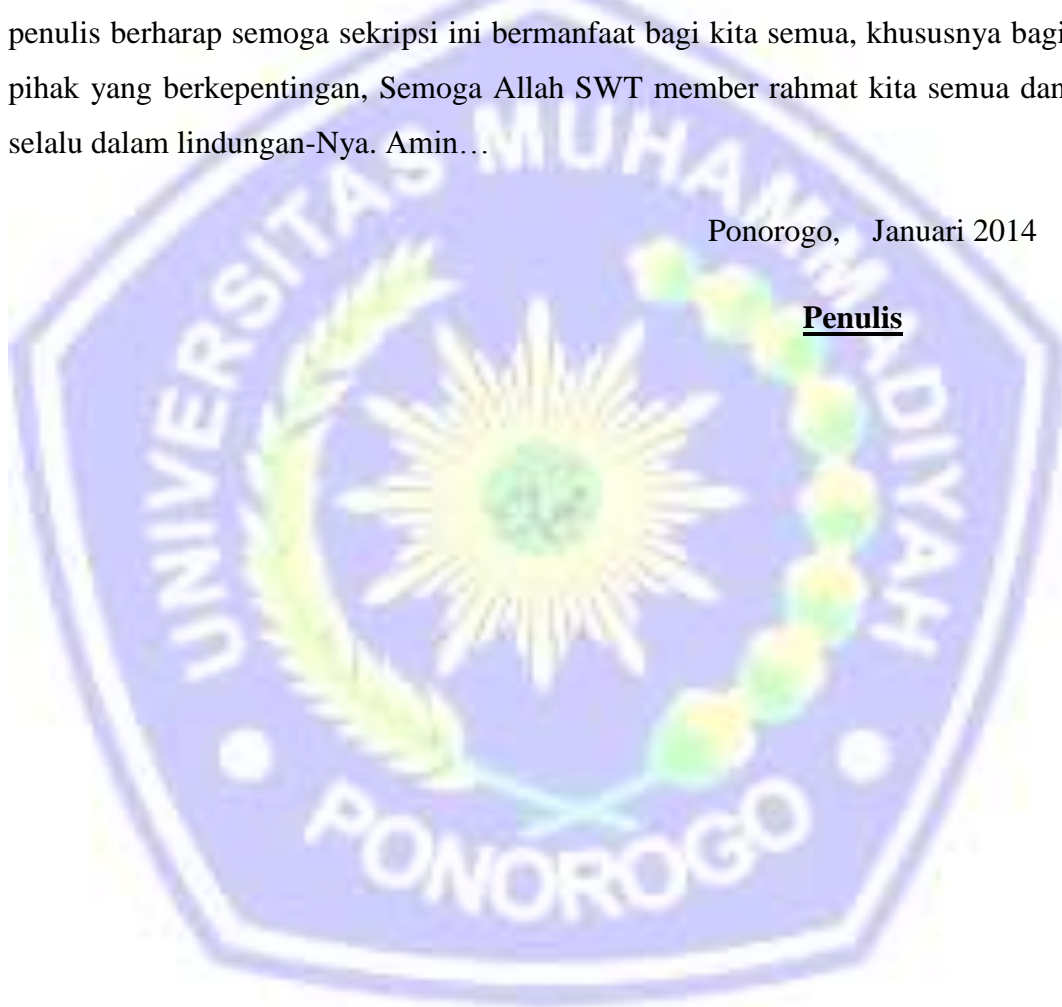 penulis berharap semoga sekripsi ini bermanfaat bagi kita semua, khususnya bagi
pihak yang berkepentingan, Semoga Allah SWT member rahmat kita semua dan
selalu dalam lindungan-Nya. Amin…
Ponorogo, Januari 2014
Penulis
UNIVERSITAS MUHAMMADIYAH
PONOROGO